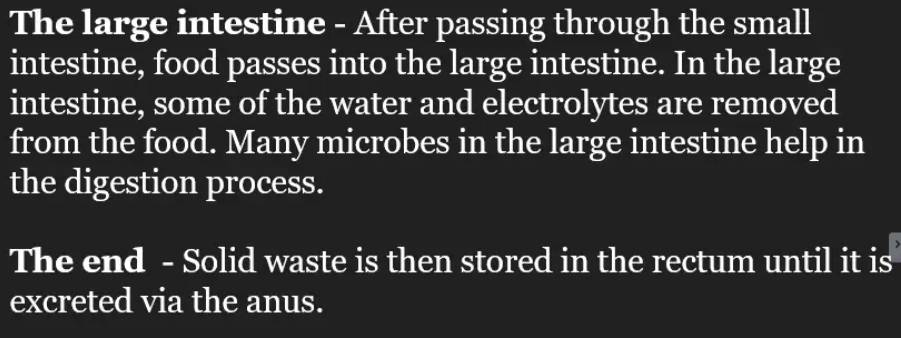 The large intestine - After passing through the small
intestine, food passes into the large intestine. In the large
intestine, some of the water and electrolytes are removed
from the food. Many microbes in the large intestine help in
the digestion process.
The end - Solid waste is then stored in the rectum until it is
excreted via the anus.